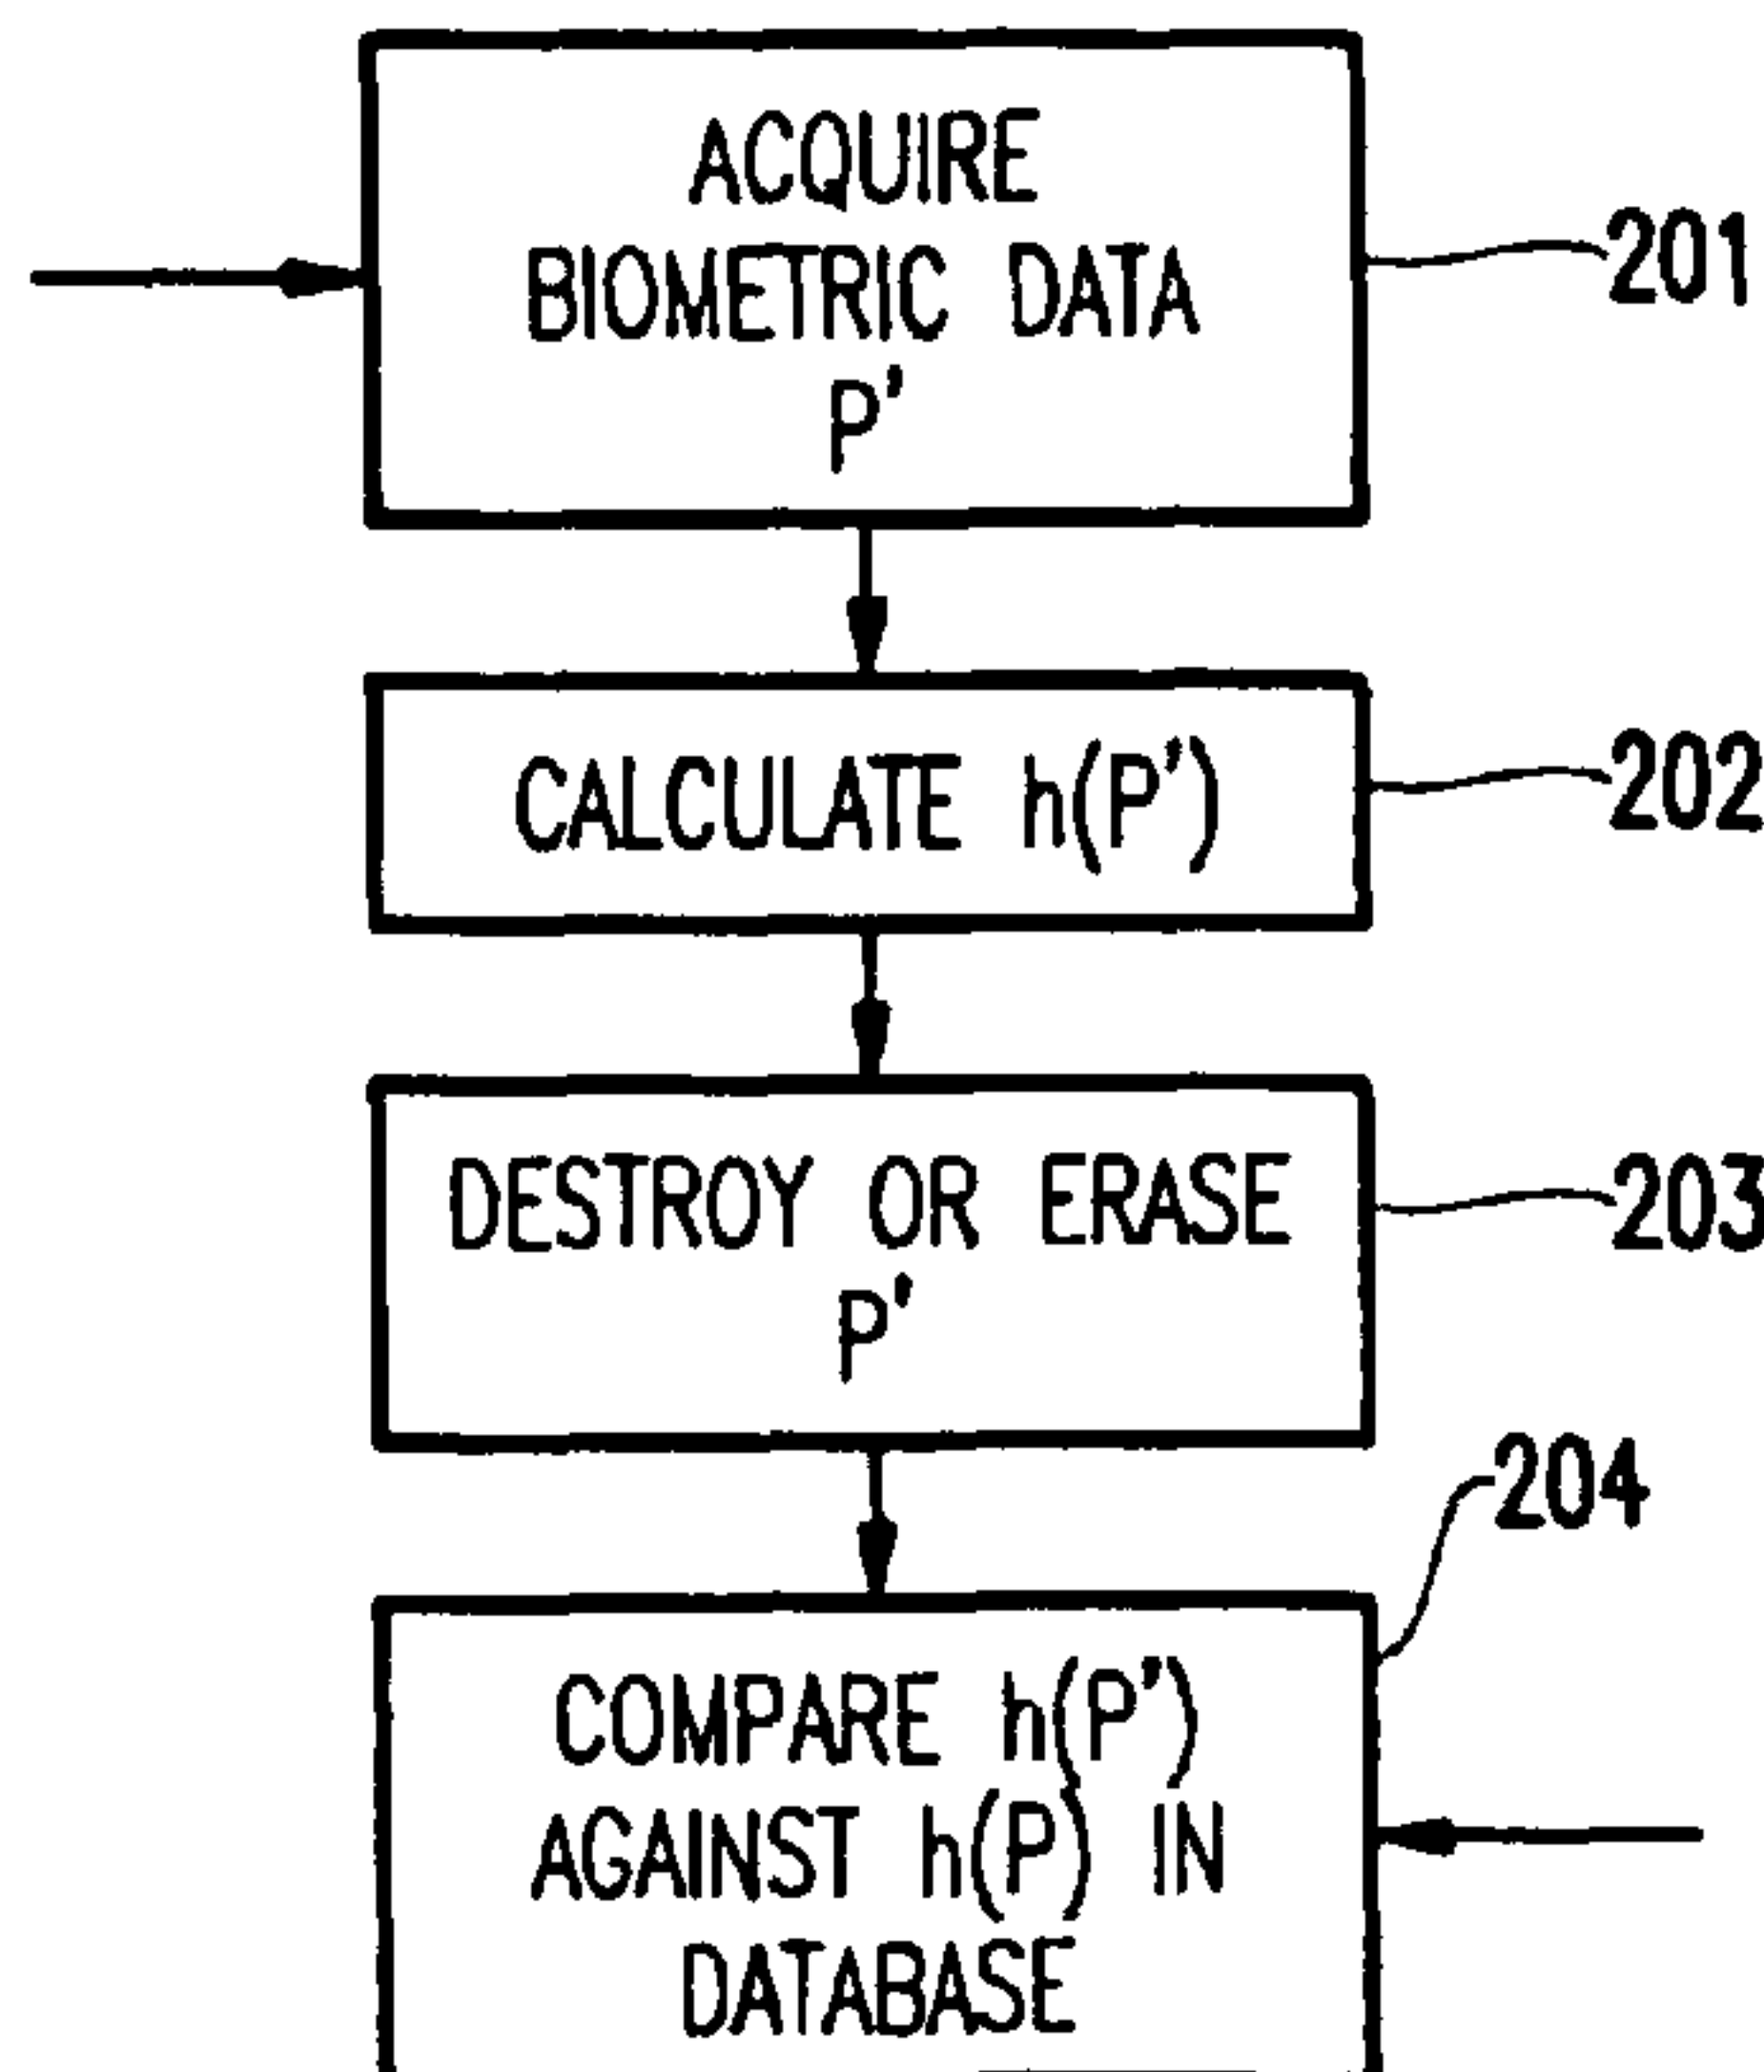 ACQUIRE
BIOMETRIC DATA
P'
201
CALCULATE h(P')
202
DESTROY OR ERASE
P'
203
204
COMPARE h(P')
AGAINST h(P) IN
DATABASE